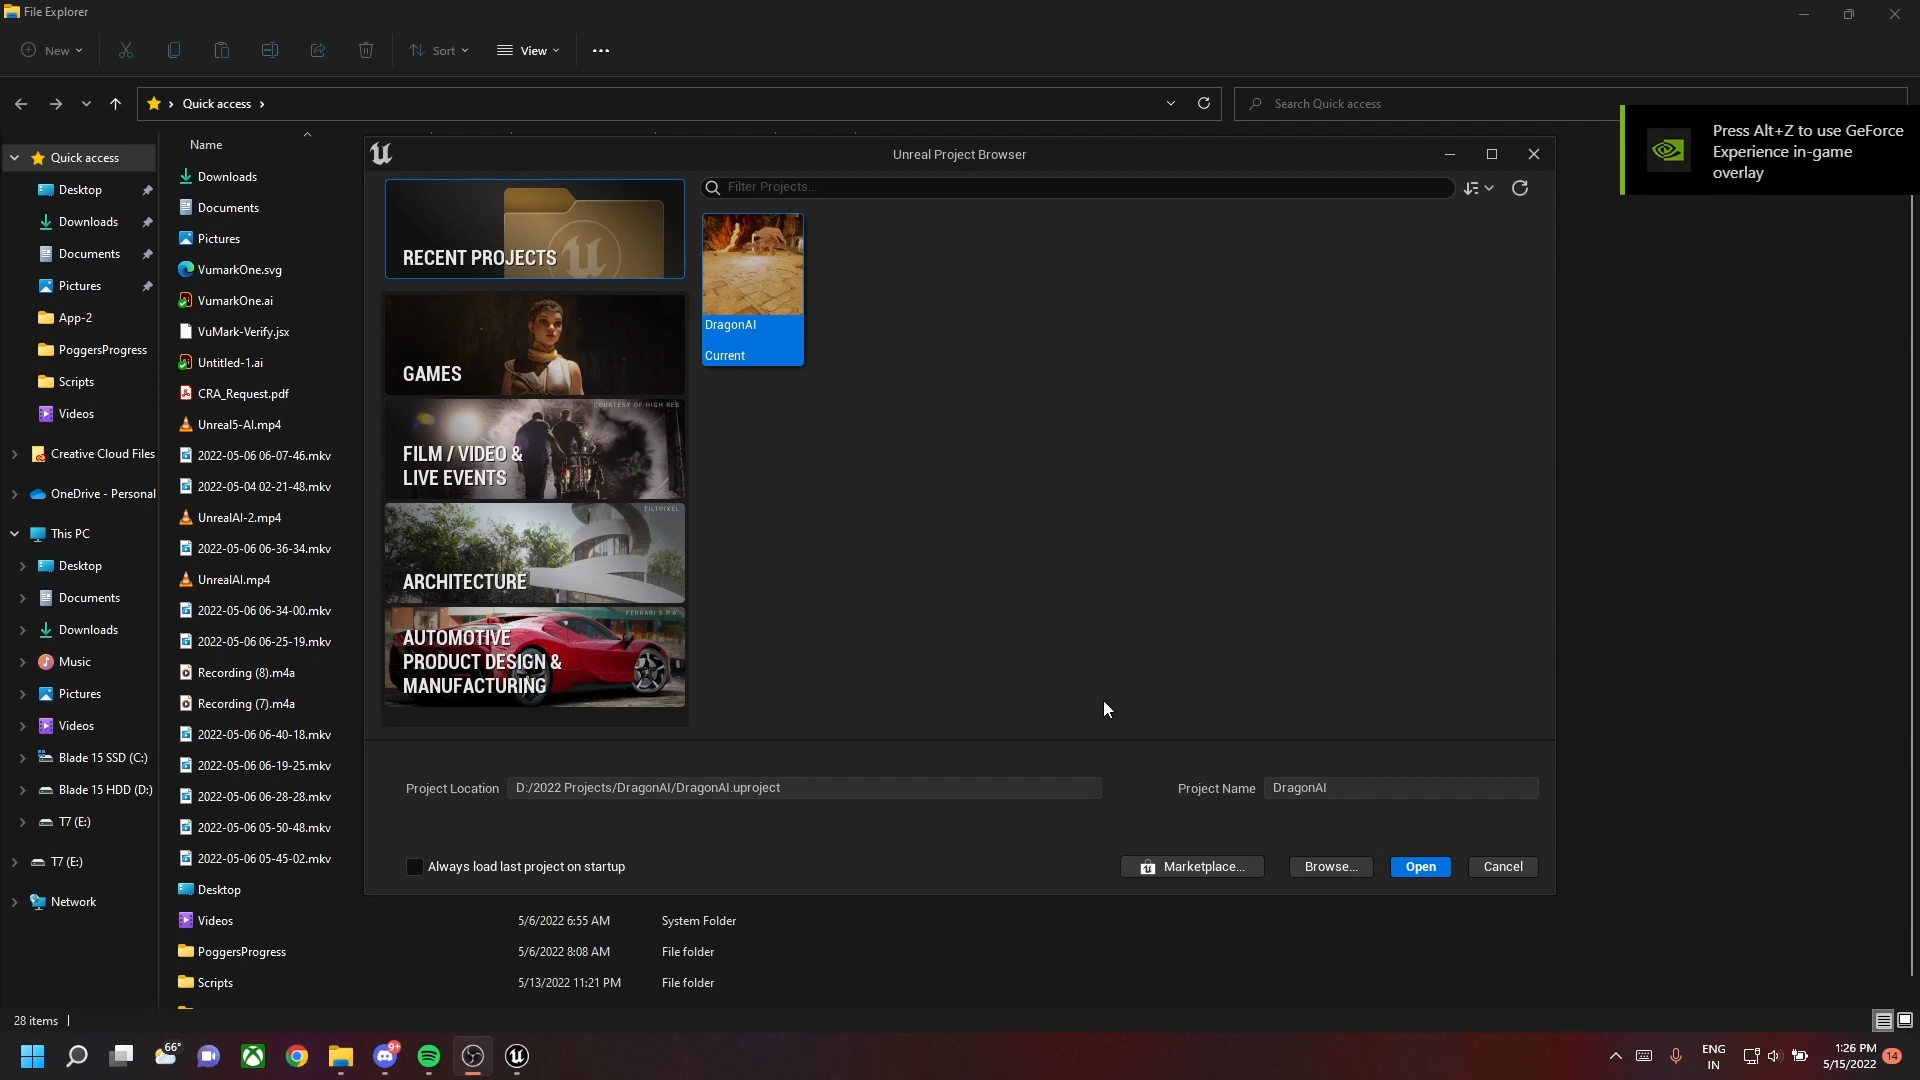 File Explorer
New
Sort
View
Quick access
Search Quick access
Press Alt+Z to use GeForce
Experience in-game
overlay
Quick access
Desktop
Downloads
Documents
Pictures
App-2
PoggersProgress
Scripts
Videos
Creative Cloud Files
OneDrive - Personal
This PC
Desktop
Documents
Downloads
Music
Pictures
Videos
Blade 15 SSD (C:)
Blade 15 HDD (D:)
T7 (E:)
T7 (E:)
Network
Name
Downloads
Documents
Pictures
VumarkOne.svg
VumarkOne.ai
VuMark-Verify.jsx
Untitled-1.ai
CRA_Request.pdf
Unreal5-AI.mp4
2022-05-06 06-07-46.mkv
2022-05-04 02-21-48.mkv
UnrealAI-2.mp4
2022-05-06 06-36-34.mkv
UnrealAI.mp4
2022-05-06 06-34-00.mkv
2022-05-06 06-25-19.mkv
Recording (8).m4a
Recording (7).m4a
2022-05-06 06-40-18.mkv
2022-05-06 06-19-25.mkv
2022-05-06 06-28-28.mkv
2022-05-06 05-50-48.mkv
2022-05-06 05-45-02.mkv
Desktop
Videos 5/6/2022 6:55 AM System Folder
PoggersProgress 5/6/2022 8:08 AM File folder
Scripts 5/13/2022 11:21 PM File folder
Unreal Project Browser
Filter Projects...
RECENT PROJECTS
GAMES
COURTESY OF HIGH RES
FILM / VIDEO &
LIVE EVENTS
TILTPIXEL
ARCHITECTURE
FERRARI S.P.A
AUTOMOTIVE
PRODUCT DESIGN &
MANUFACTURING
DragonAI
Current
Project Location D:/2022 Projects/DragonAI/DragonAI.uproject
Project Name DragonAI
Always load last project on startup
Marketplace...
Browse...
Open
Cancel
28 items
66°
9+
ENG
IN
1:26 PM
5/15/2022
14